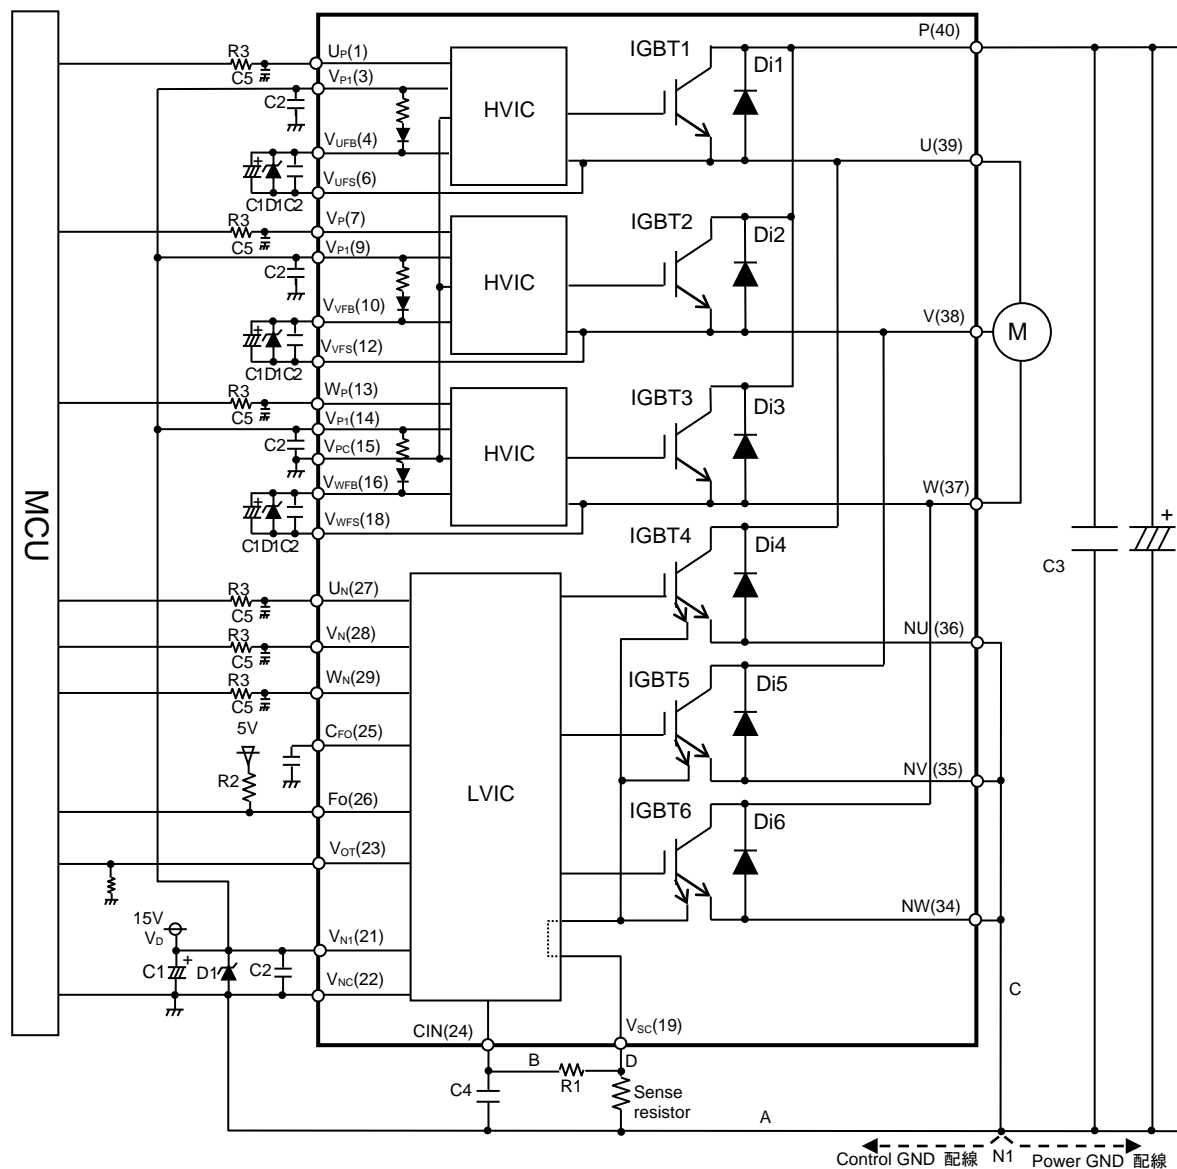 P(40)
IGBT1
Di1
R3
C5
UP(1)
VP1(3)
C2
HVIC
VUFB(4)
U(39)
VUFS(6)
C1D1C2
+
R3
C5
VP(7)
VP1(9)
C2
IGBT2
Di2
HVIC
VVFB(10)
V(38)
M
VVFS(12)
C1D1C2
+
R3
C5
WP(13)
VP1(14)
C2
VPC(15)
IGBT3
Di3
HVIC
VWFB(16)
W(37)
VWFS(18)
C1D1C2
+
MCU
IGBT4
Di4
C3
+
R3
C5
UN(27)
NU(36)
R3
C5
VN(28)
R3
C5
WN(29)
IGBT5
Di5
5V
CFO(25)
NV(35)
R2
LVIC
Fo(26)
IGBT6
Di6
VOT(23)
NW(34)
15V
VD
VN1(21)
C1
+
D1
C2
VNC(22)
C
CIN(24)
VSC(19)
B
D
R1
C4
Sense
resistor
A
Control GND 配線
N1
Power GND 配線